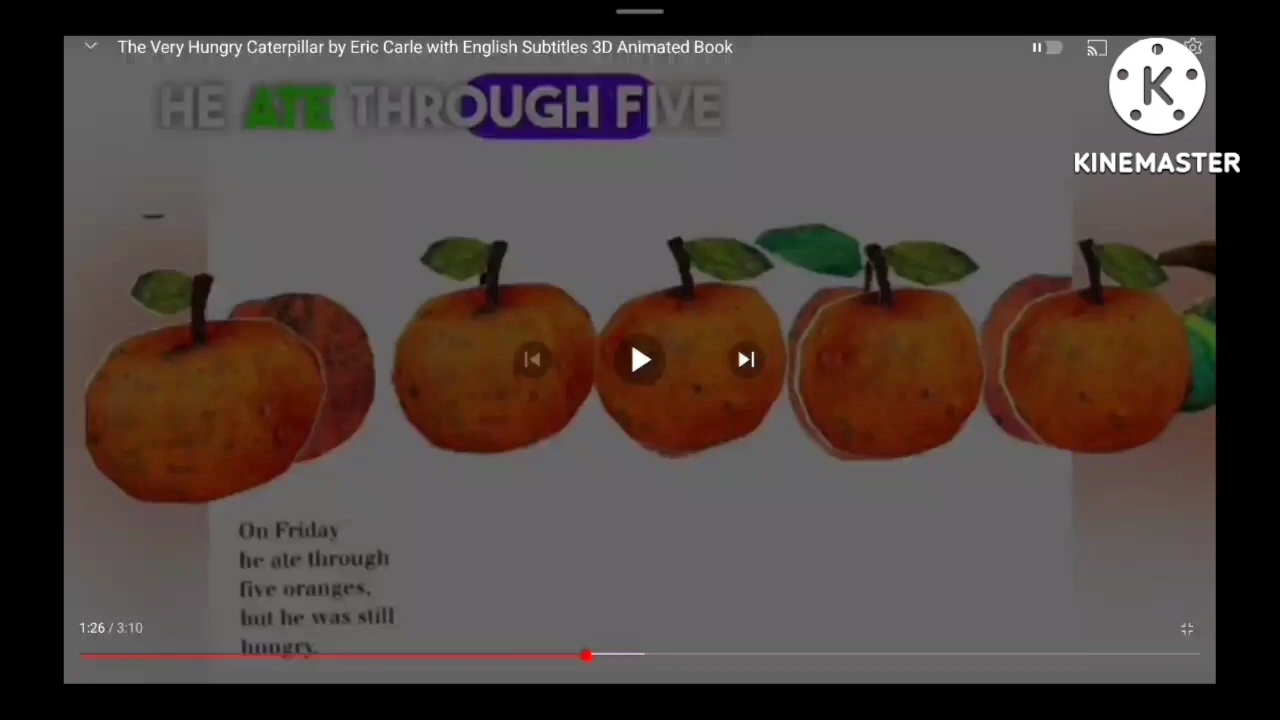 The Very Hungry Caterpillar by Eric Carle with English Subtitles 3D Animated Book
HE ATE THROUGH FIVE
K
KINEMASTER
On Friday
he ate through
five oranges,
but he was still
hungry.
1:26 / 3:10